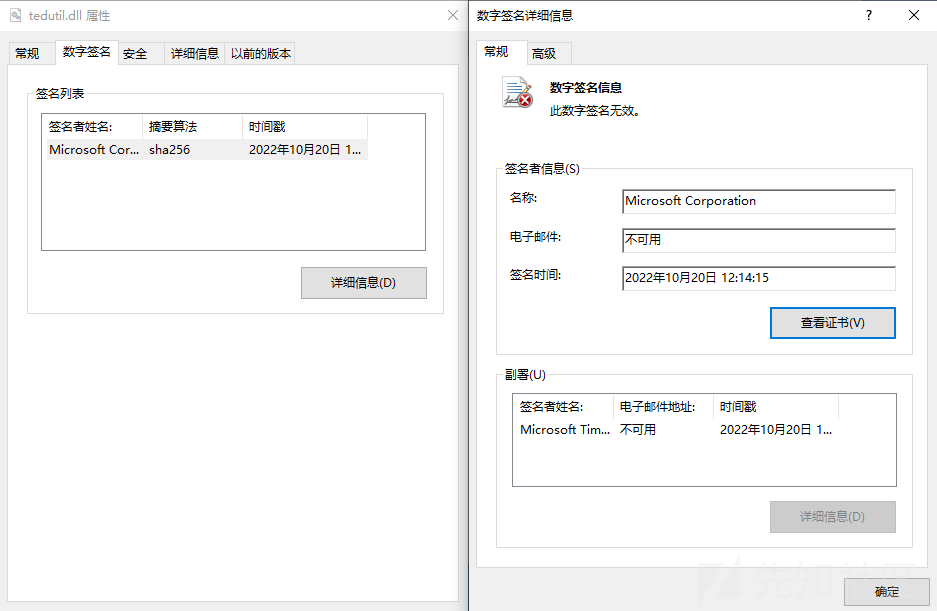 tedutil.dll 属性
常规 数字签名 安全 详细信息 以前的版本
签名列表
签名者姓名: 摘要算法 时间戳
Microsoft Cor... sha256 2022年10月20日 1...
详细信息(D)
数字签名详细信息
?
常规 高级
数字签名信息
此数字签名无效。
签名者信息(S)
名称: Microsoft Corporation
电子邮件: 不可用
签名时间: 2022年10月20日 12:14:15
查看证书(V)
副署(U)
签名者姓名: 电子邮件地址: 时间戳
Microsoft Tim... 不可用 2022年10月20日 1...
详细信息(D)
先知社区
确定